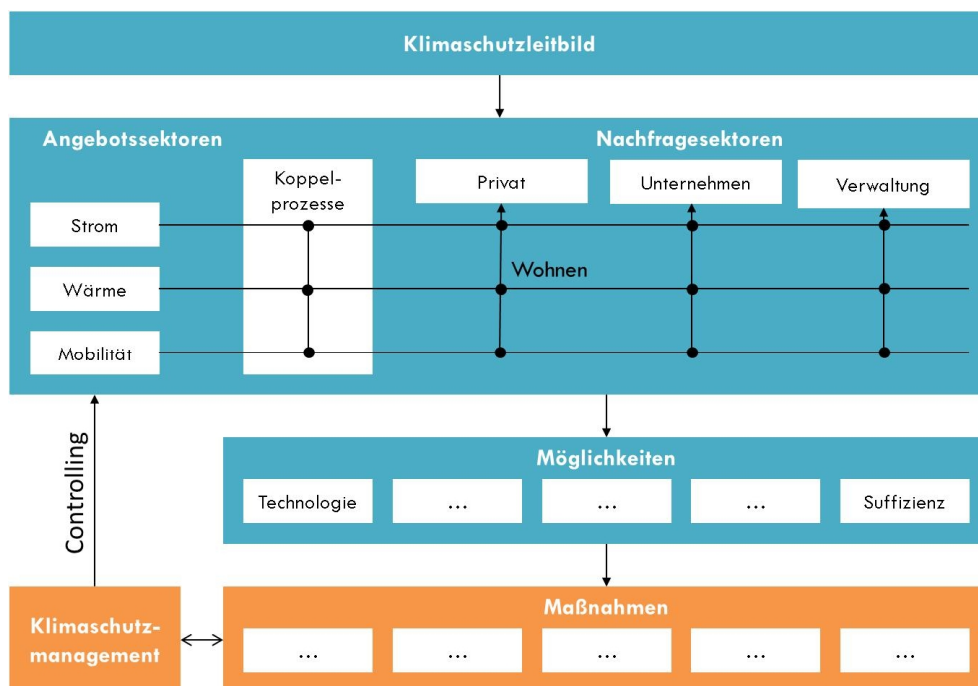 Klimaschutzleitbild
Angebotssektoren
Nachfragesektoren
Koppel-
prozesse
Privat
Unternehmen
Verwaltung
Strom
Wohnen
Wärme
Mobilität
Controlling
Möglichkeiten
Technologie
...
...
...
Suffizienz
Klimaschutz-
management
Maßnahmen
...
...
...
...
...